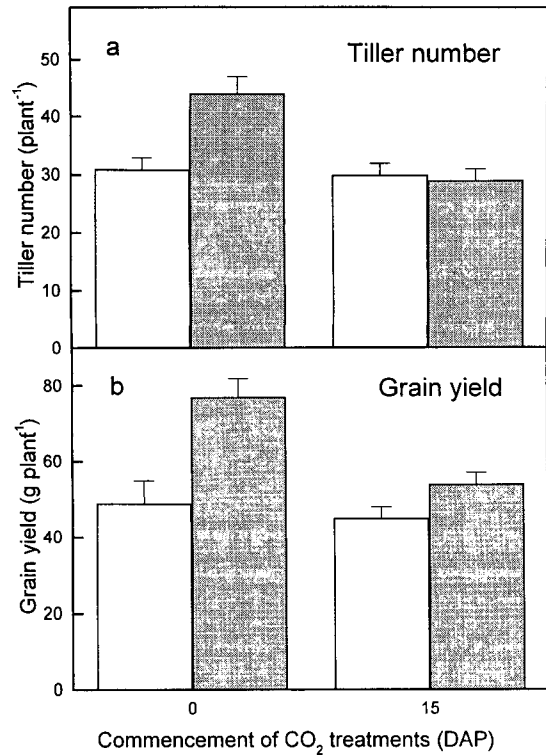 a
Tiller number
50
40
30
20
10
0
Tiller number (plant⁻¹)
b
Grain yield
80
60
40
20
0
Grain yield (g plant⁻¹)
0
15
Commencement of CO₂ treatments (DAP)